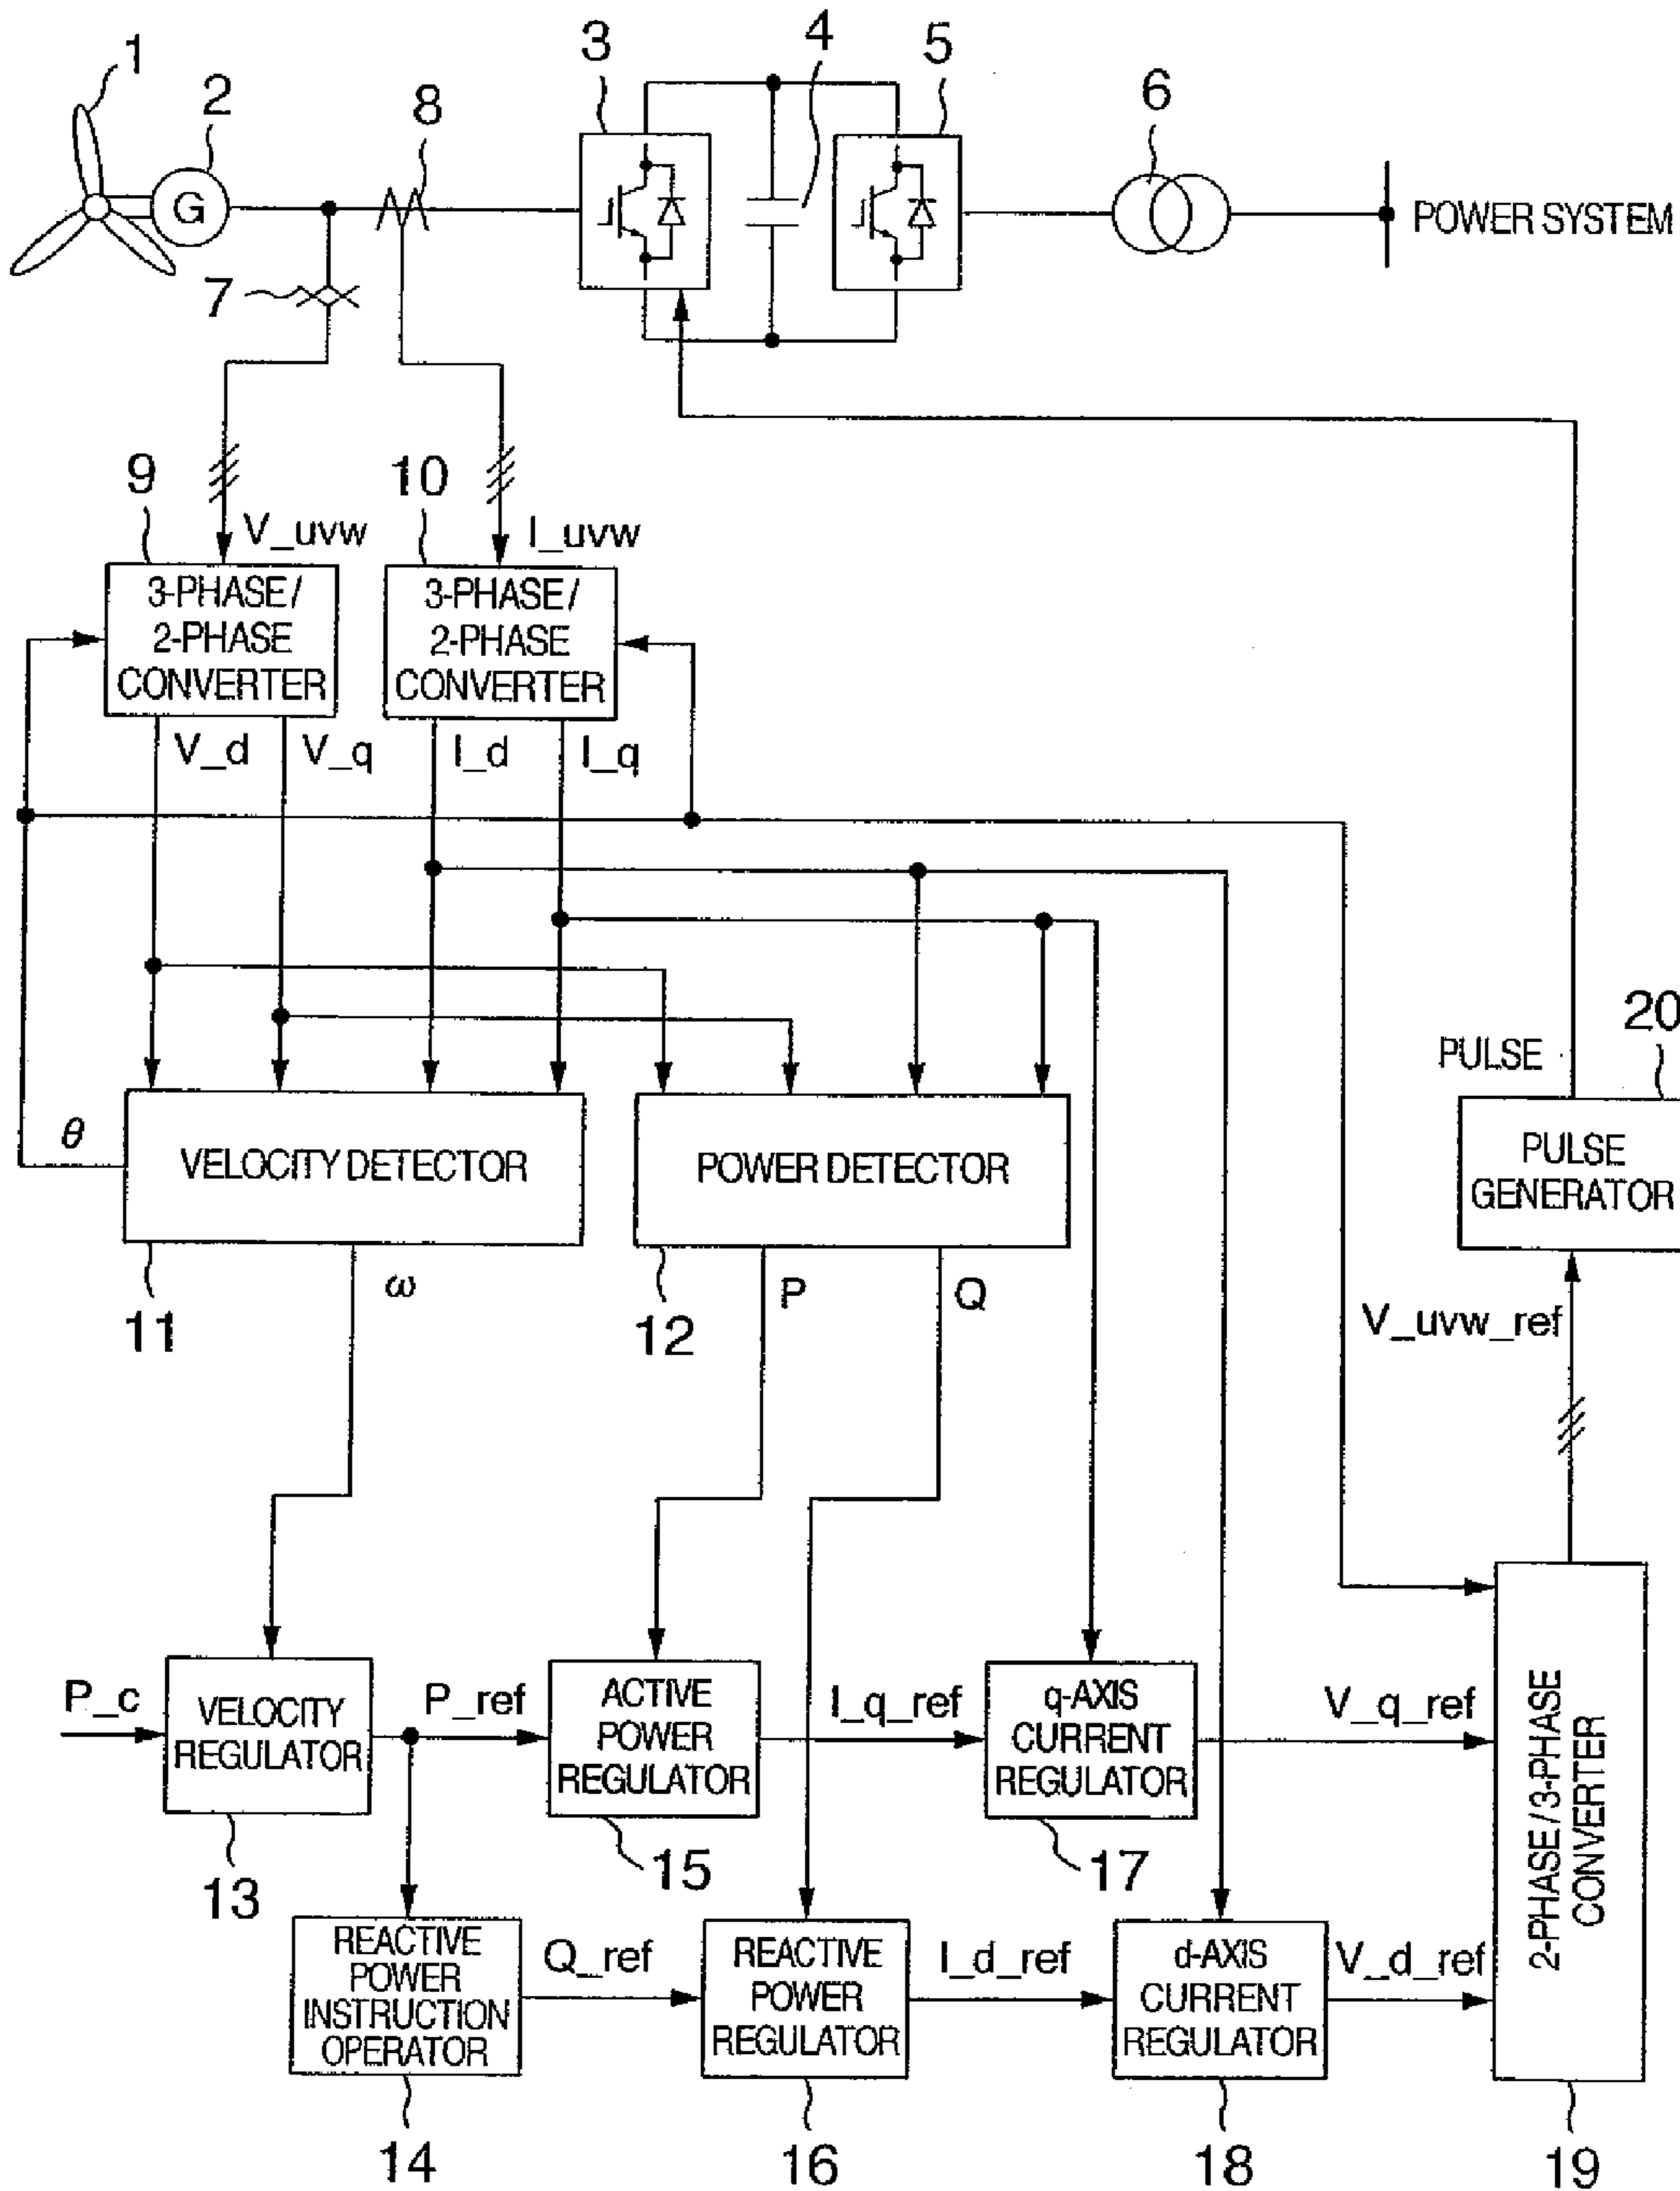 1
2
8
3
4
5
6
G
POWER SYSTEM
7
9
10
V_uvw
I_uvw
3-PHASE/
2-PHASE
CONVERTER
3-PHASE/
2-PHASE
CONVERTER
V_d
V_q
I_d
I_q
20
PULSE
θ
VELOCITY DETECTOR
POWER DETECTOR
PULSE
GENERATOR
11
ω
12
P
Q
V_uvw_ref
P_c
VELOCITY
REGULATOR
P_ref
ACTIVE
POWER
REGULATOR
I_q_ref
q-AXIS
CURRENT
REGULATOR
V_q_ref
2-PHASE/3-PHASE
CONVERTER
13
15
17
REACTIVE
POWER
INSTRUCTION
OPERATOR
Q_ref
REACTIVE
POWER
REGULATOR
I_d_ref
d-AXIS
CURRENT
REGULATOR
V_d_ref
14
16
18
19